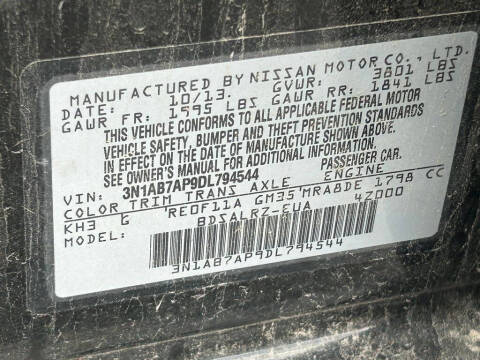 MANUFACTURED BY NISSAN MOTOR CO., LTD.
DATE: 10/13. GVWR: 3801 LBS
GAWR FR: 1995 LBS GAWR RR: 1841 LBS
THIS VEHICLE CONFORMS TO ALL APPLICABLE FEDERAL MOTOR
VEHICLE SAFETY, BUMPER AND THEFT PREVENTION STANDARDS
IN EFFECT ON THE DATE OF MANUFACTURE SHOWN ABOVE.
SEE OWNERS MANUAL FOR ADDITIONAL INFORMATION.
VIN: 3N1AB7AP9DL794544 PASSENGER CAR.
COLOR TRIM TRANS AXLE ENGINE
KH3 G RE0F11A GM35 MRA8DE 1798 CC
MODEL: BDSALRZ-EUA 4Z000
3N1AB7AP9DL794544